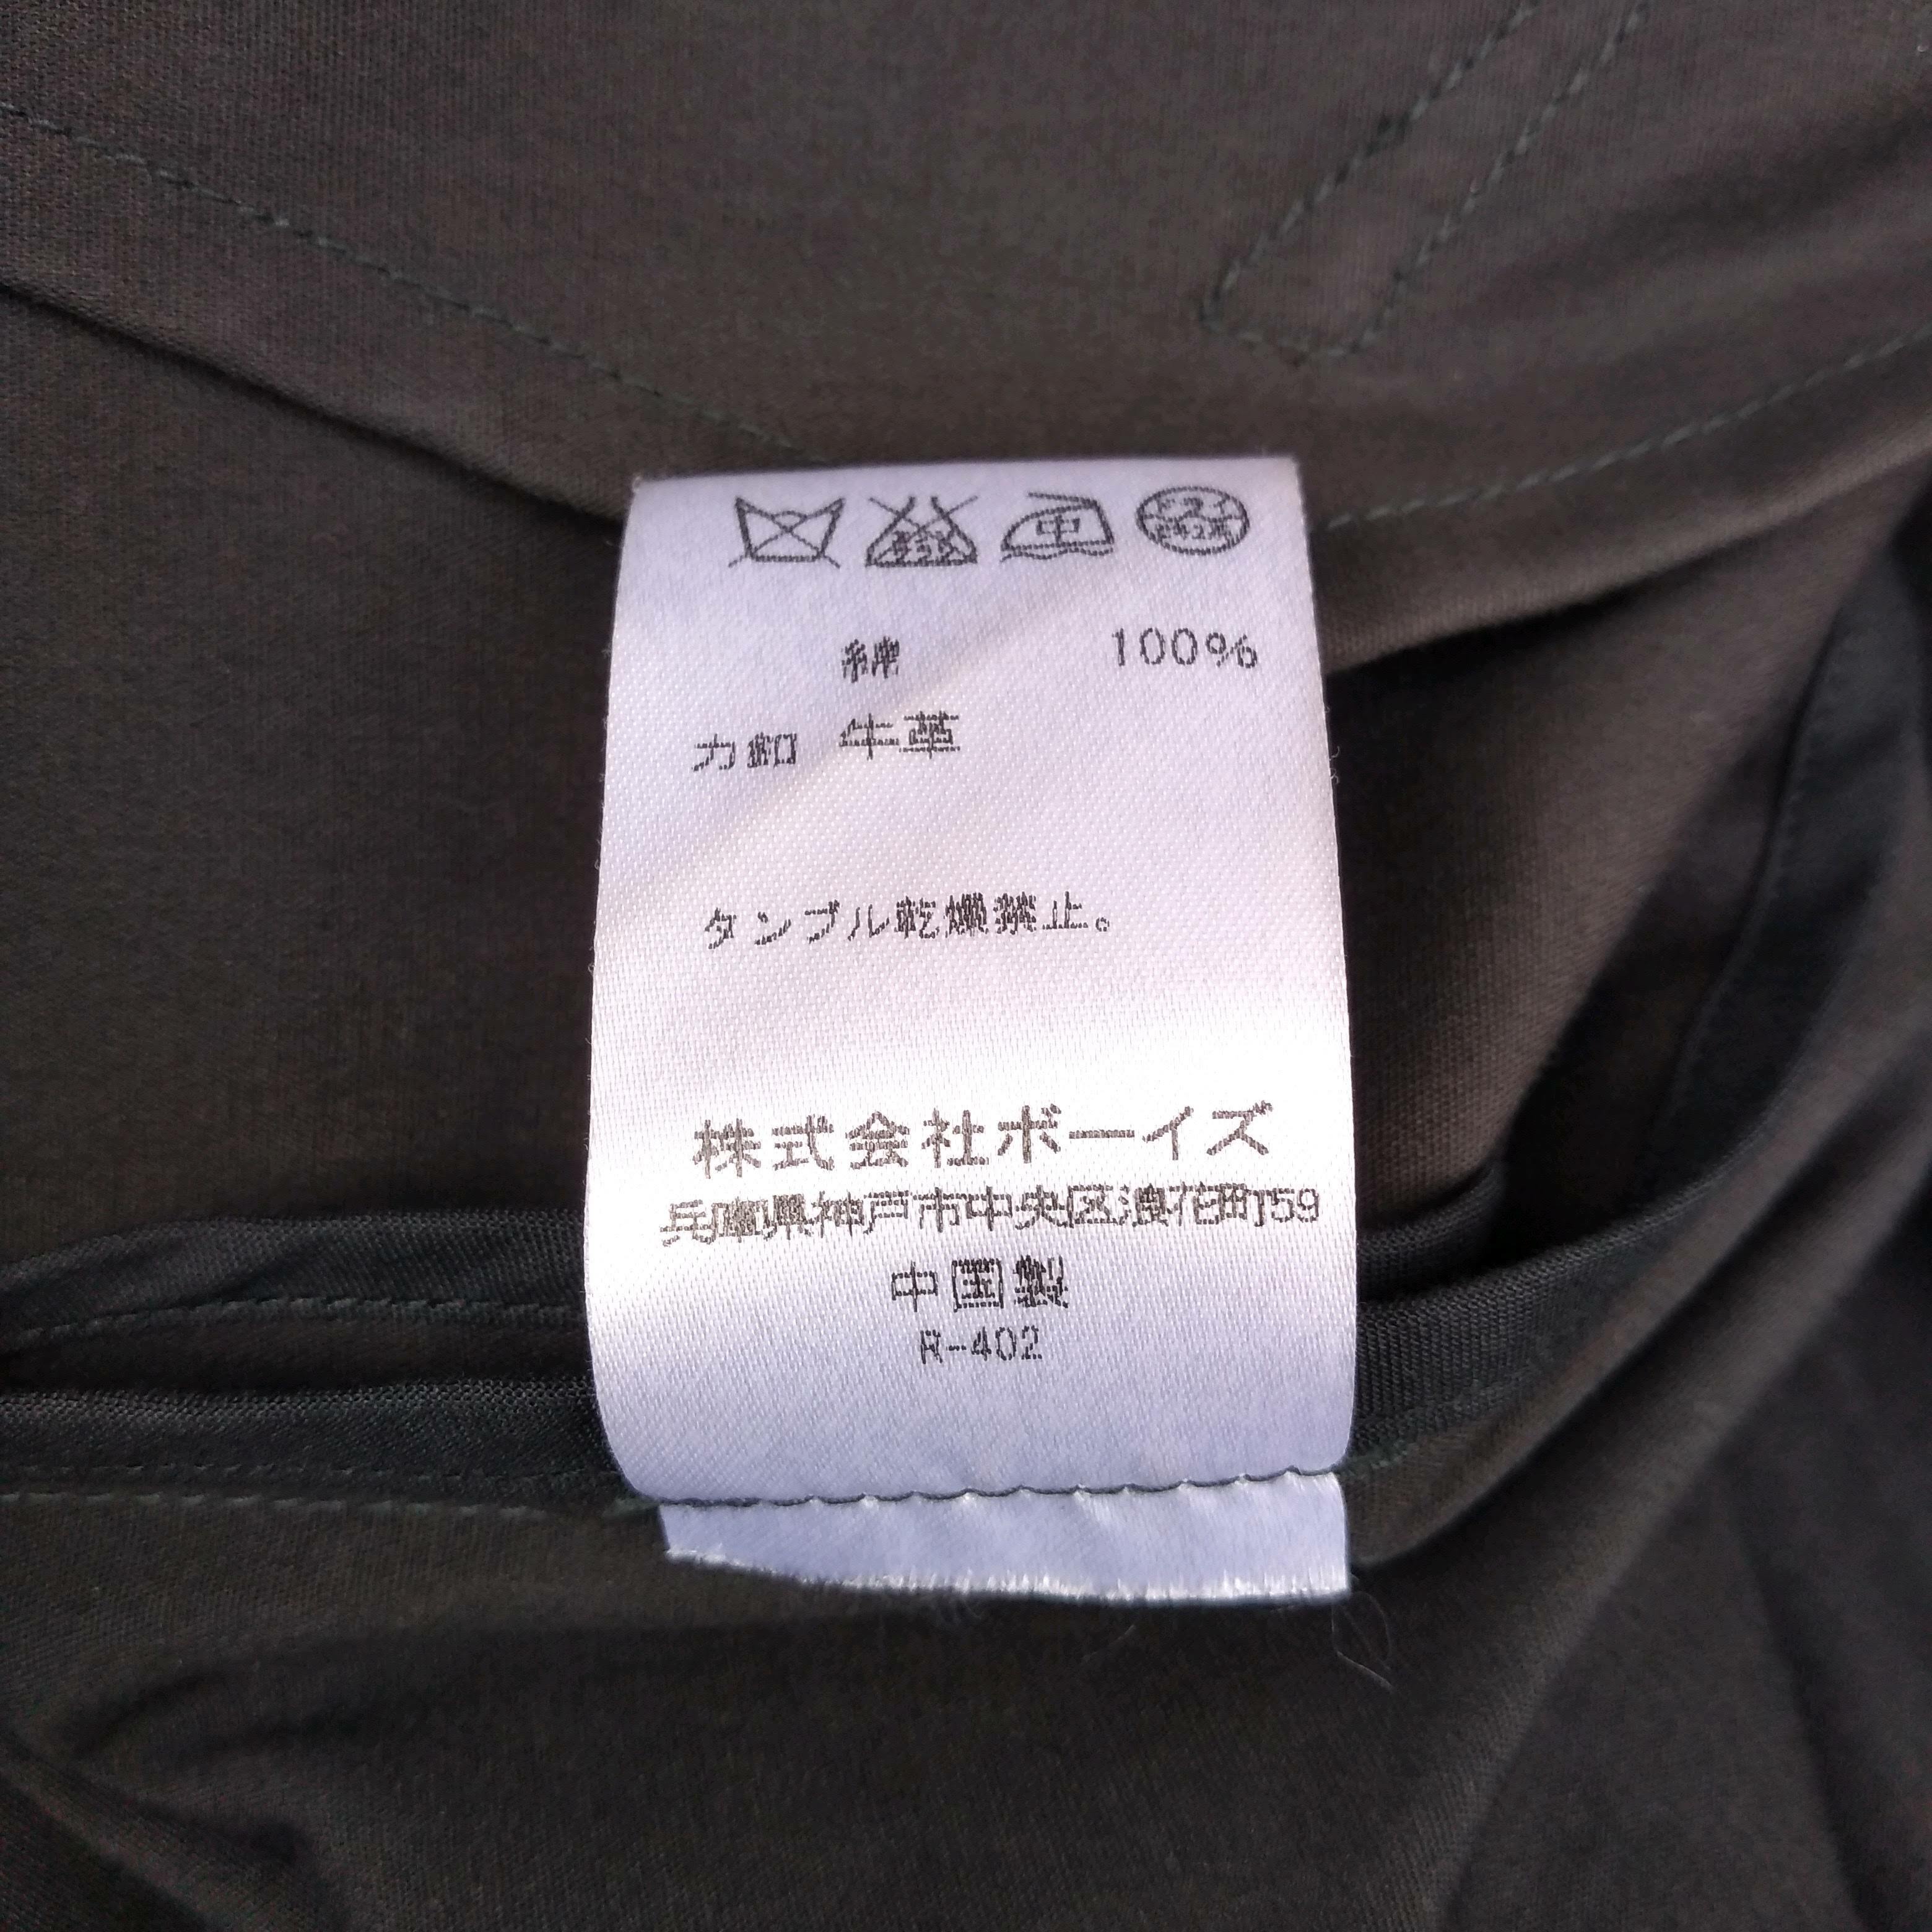 中
綿 100%
力釦 牛革
タンブル乾燥禁止。
株式会社ボーイズ
兵庫県神戸市中央区浪花町59
中国製
R-402